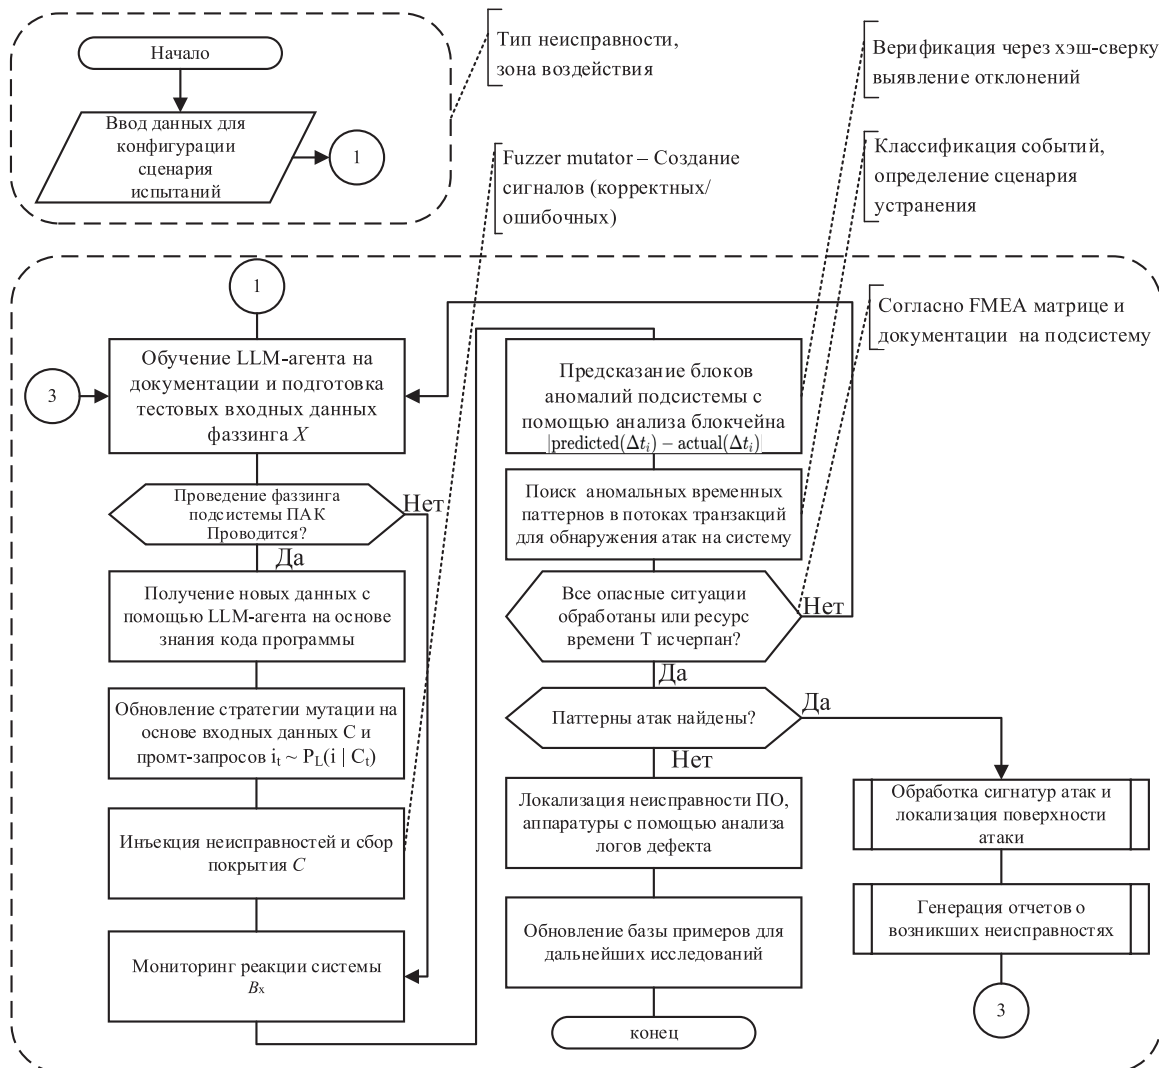 Начало
Ввод данных для
конфигурации
сценария
испытаний
1
Тип неисправности,
зона воздействия
Fuzzer mutator – Создание
сигналов (корректных/
ошибочных)
Верификация через хэш-сверку
выявление отклонений
Классификация событий,
определение сценария
устранения
Согласно FMEA матрице и
документации на подсистему
1
3
Обучение LLM-агента на
документации и подготовка
тестовых входных данных
фаззинга X
Проведение фаззинга
подсистемы ПАК
Проводится?
Нет
Да
Получение новых данных с
помощью LLM-агента на основе
знания кода программы
Обновление стратегии мутации на
основе входных данных C и
промт-запросов i_t ~ P_L(i | C_t)
Инъекция неисправностей и сбор
покрытия C
Мониторинг реакции системы
B_x
Предсказание блоков
аномалий подсистемы с
помощью анализа блокчейна
|predicted(Δt_i) − actual(Δt_i)|
Поиск аномальных временных
паттернов в потоках транзакций
для обнаружения атак на систему
Все опасные ситуации
обработаны или ресурс
времени T исчерпан?
Нет
Да
Паттерны атак найдены?
Да
Нет
Локализация неисправности ПО,
аппаратуры с помощью анализа
логов дефекта
Обновление базы примеров для
дальнейших исследований
конец
Обработка сигнатур атак и
локализация поверхности
атаки
Генерация отчетов о
возникших неисправностях
3